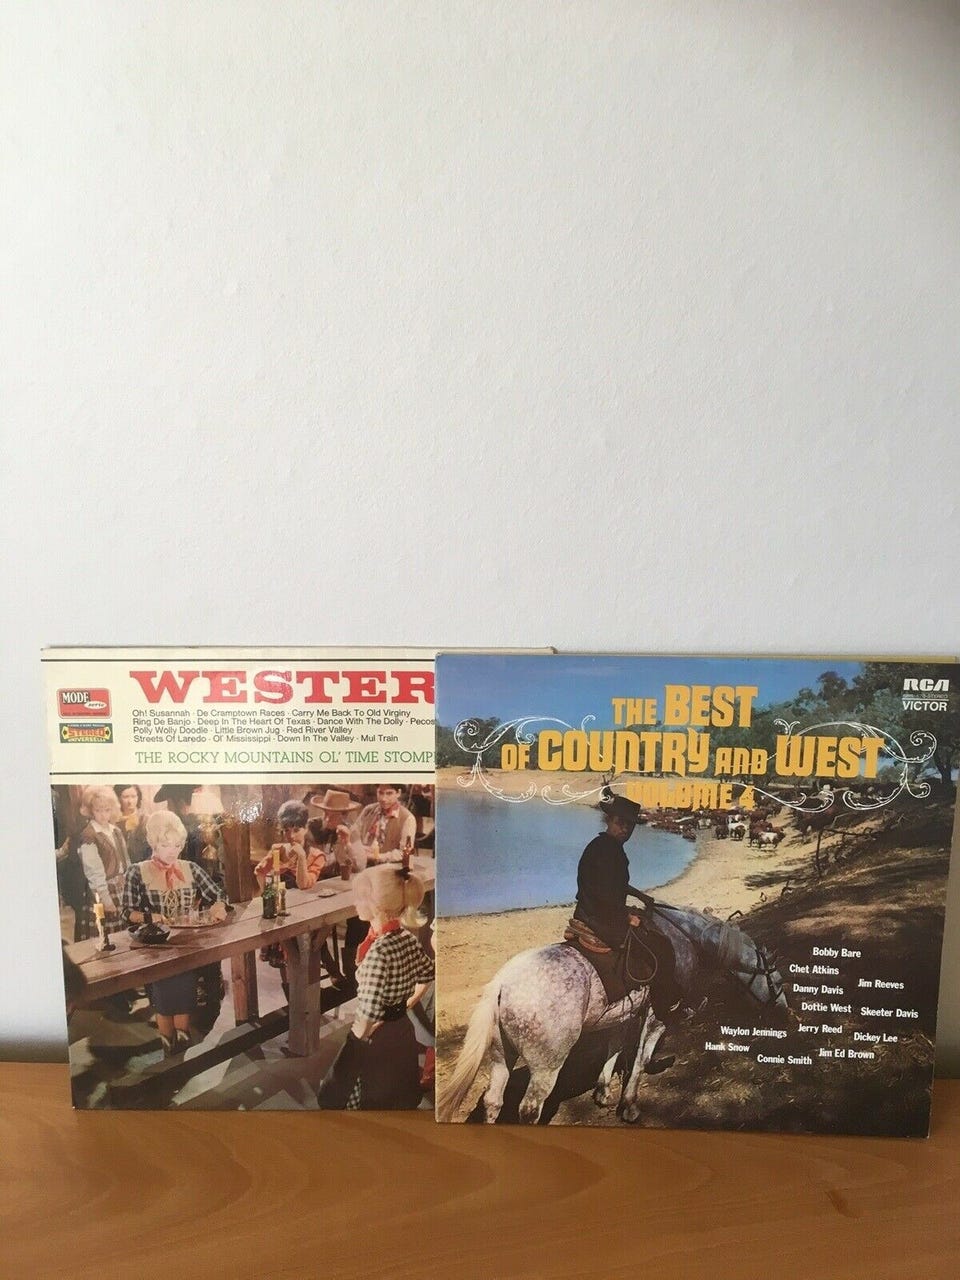 MODE
serie
STEREO
UNIVERSELLE
WESTER
Oh! Susannah · De Cramptown Races · Carry Me Back To Old Virginy
Ring De Banjo · Deep In The Heart Of Texas · Dance With The Dolly · Pecos
Polly Wolly Doodle · Little Brown Jug · Red River Valley
Streets Of Laredo · Ol' Mississippi · Down In The Valley · Mul Train
THE ROCKY MOUNTAINS OL' TIME STOMP
RCA
VICTOR
THE BEST
OF COUNTRY AND WEST
VOLUME 4
Bobby Bare
Chet Atkins
Jim Reeves
Danny Davis
Dottie West
Skeeter Davis
Waylon Jennings
Jerry Reed
Dickey Lee
Hank Snow
Jim Ed Brown
Connie Smith